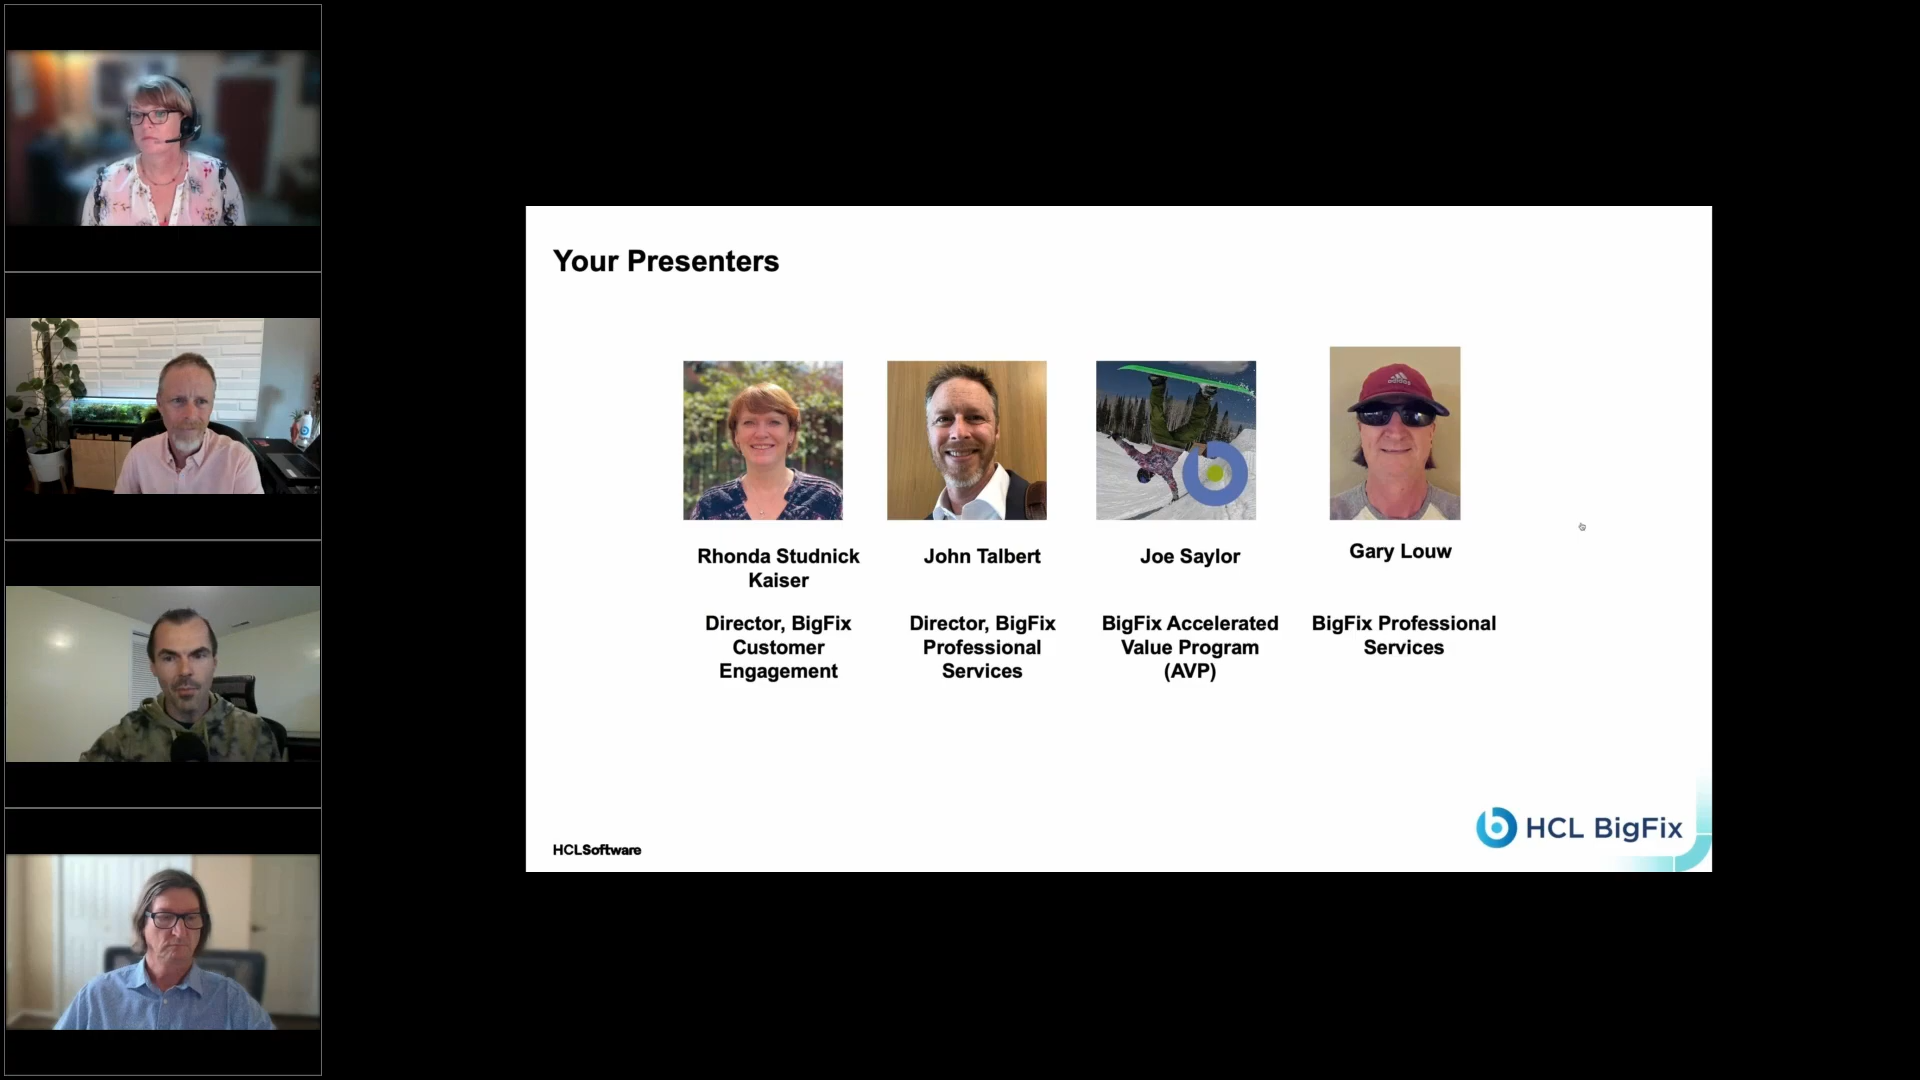 Your Presenters
adidas
Rhonda Studnick
Kaiser
John Talbert
Joe Saylor
Gary Louw
Director, BigFix
Customer
Engagement
Director, BigFix
Professional
Services
BigFix Accelerated
Value Program
(AVP)
BigFix Professional
Services
HCLSoftware
HCL BigFix